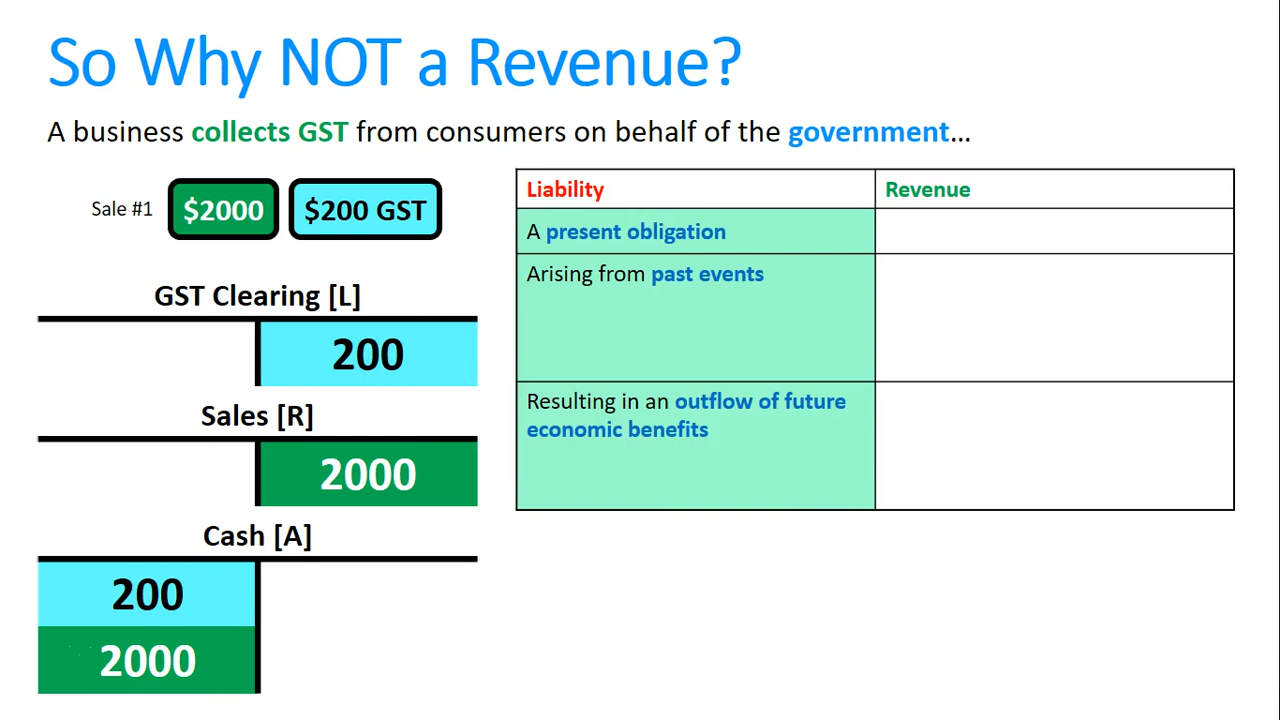 So Why NOT a Revenue?
A business collects GST from consumers on behalf of the government...
Sale #1 $2000 $200 GST
GST Clearing [L]
200
Sales [R]
2000
Cash [A]
200
2000
Liability Revenue
A present obligation
Arising from past events
Resulting in an outflow of future
economic benefits